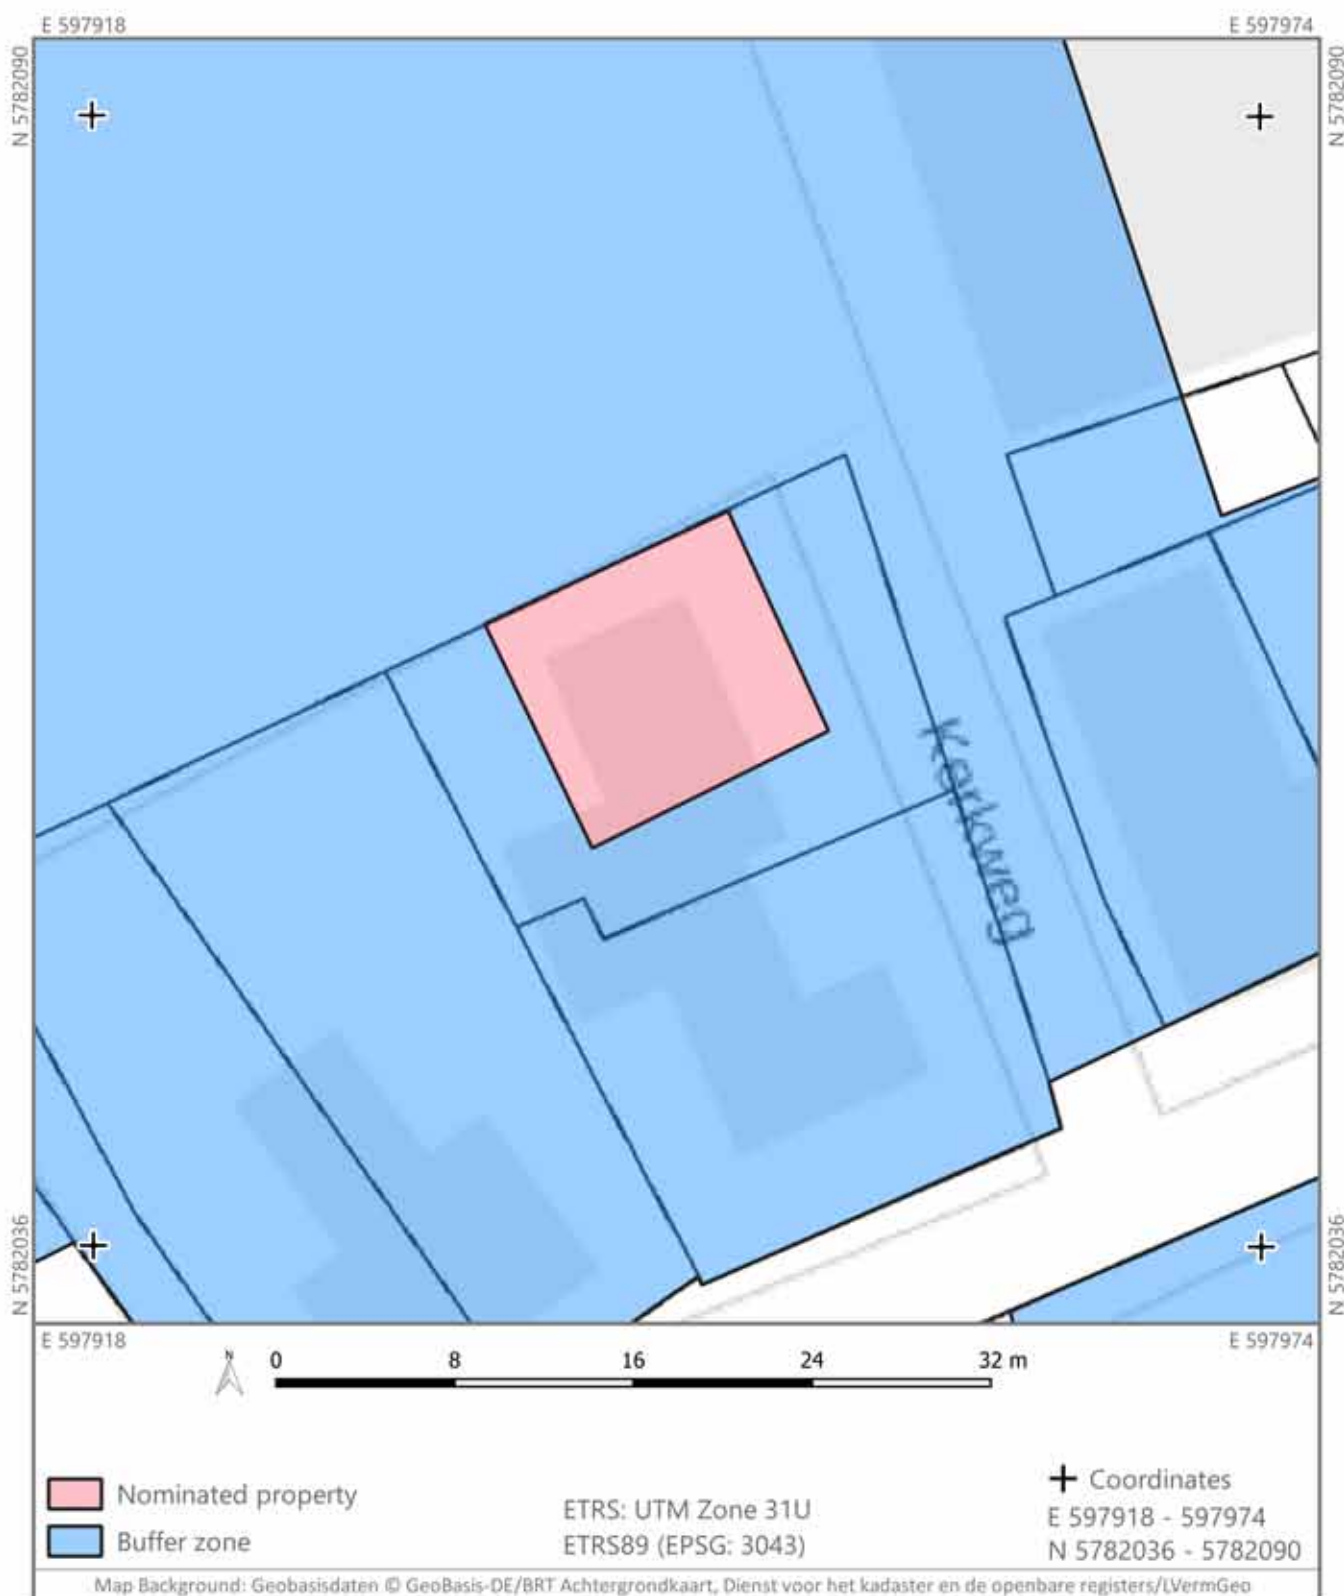 E 597918
E 597974
N 5782090
N 5782090
Kerkweg
N 5782036
N 5782036
E 597918
E 597974
N
0 8 16 24 32 m
Nominated property
Buffer zone
ETRS: UTM Zone 31U
ETRS89 (EPSG: 3043)
Coordinates
E 597918 - 597974
N 5782036 - 5782090
Map Background: Geobasisdaten © GeoBasis-DE/BRT Achtergrondkaart, Dienst voor het kadaster en de openbare registers/LVermGeo